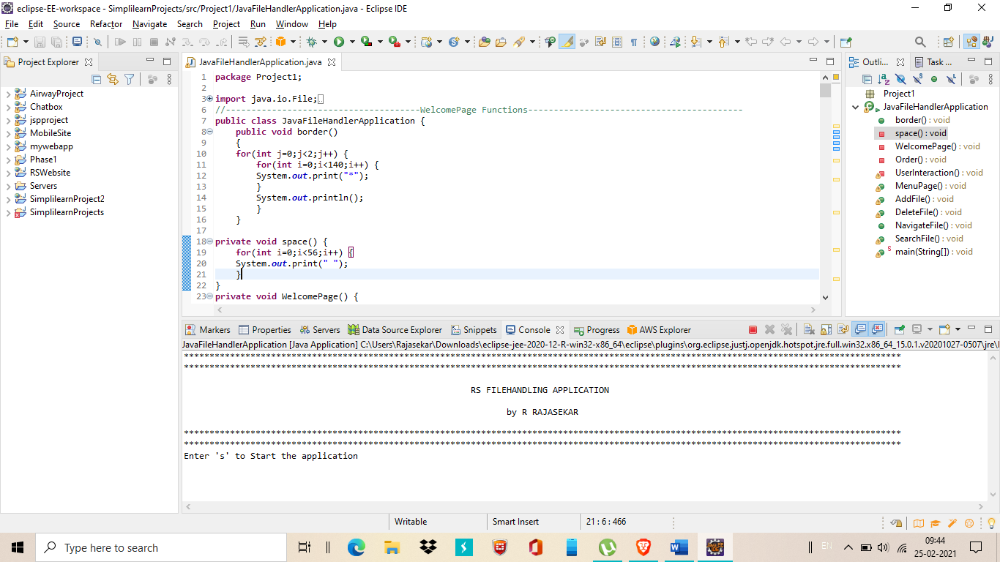 eclipse-EE-workspace - SimplilearnProjects/src/Project1/JavaFileHandlerApplication.java - Eclipse IDE
File Edit Source Refactor Navigate Search Project Run Window Help
Project Explorer
AirwayProject
Chatbox
jspproject
MobileSite
mywebapp
Phase1
RSWebsite
Servers
SimplilearnProject2
SimplilearnProjects
JavaFileHandlerApplication.java
1 package Project1;
2
3 import java.io.File;
6 //--------------------------------------WelcomePage Functions------------------------------------------
7 public class JavaFileHandlerApplication {
8 public void border()
9 {
10 for(int j=0;j<2;j++) {
11 for(int i=0;i<140;i++) {
12 System.out.print("*");
13 }
14 System.out.println();
15 }
16 }
17
18 private void space() {
19 for(int i=0;i<56;i++) {
20 System.out.print(" ");
21 }
22 }
23 private void WelcomePage() {
Outli... Task ...
Project1
JavaFileHandlerApplication
border() : void
space() : void
WelcomePage() : void
Order() : void
UserInteraction() : void
MenuPage() : void
AddFile() : void
DeleteFile() : void
NavigateFile() : void
SearchFile() : void
main(String[]) : void
Markers Properties Servers Data Source Explorer Snippets Console Progress AWS Explorer
JavaFileHandlerApplication [Java Application] C:\Users\Rajasekar\Downloads\eclipse-jee-2020-12-R-win32-x86_64\eclipse\plugins\org.eclipse.justj.openjdk.hotspot.jre.full.win32.x86_64_15.0.1.v20201027-0507\jre\
********************************************************************************************************************************************
********************************************************************************************************************************************
RS FILEHANDLING APPLICATION
by R RAJASEKAR
********************************************************************************************************************************************
********************************************************************************************************************************************
Enter 's' to Start the application
Writable Smart Insert 21 : 6 : 466
Type here to search
EN
09:44
25-02-2021